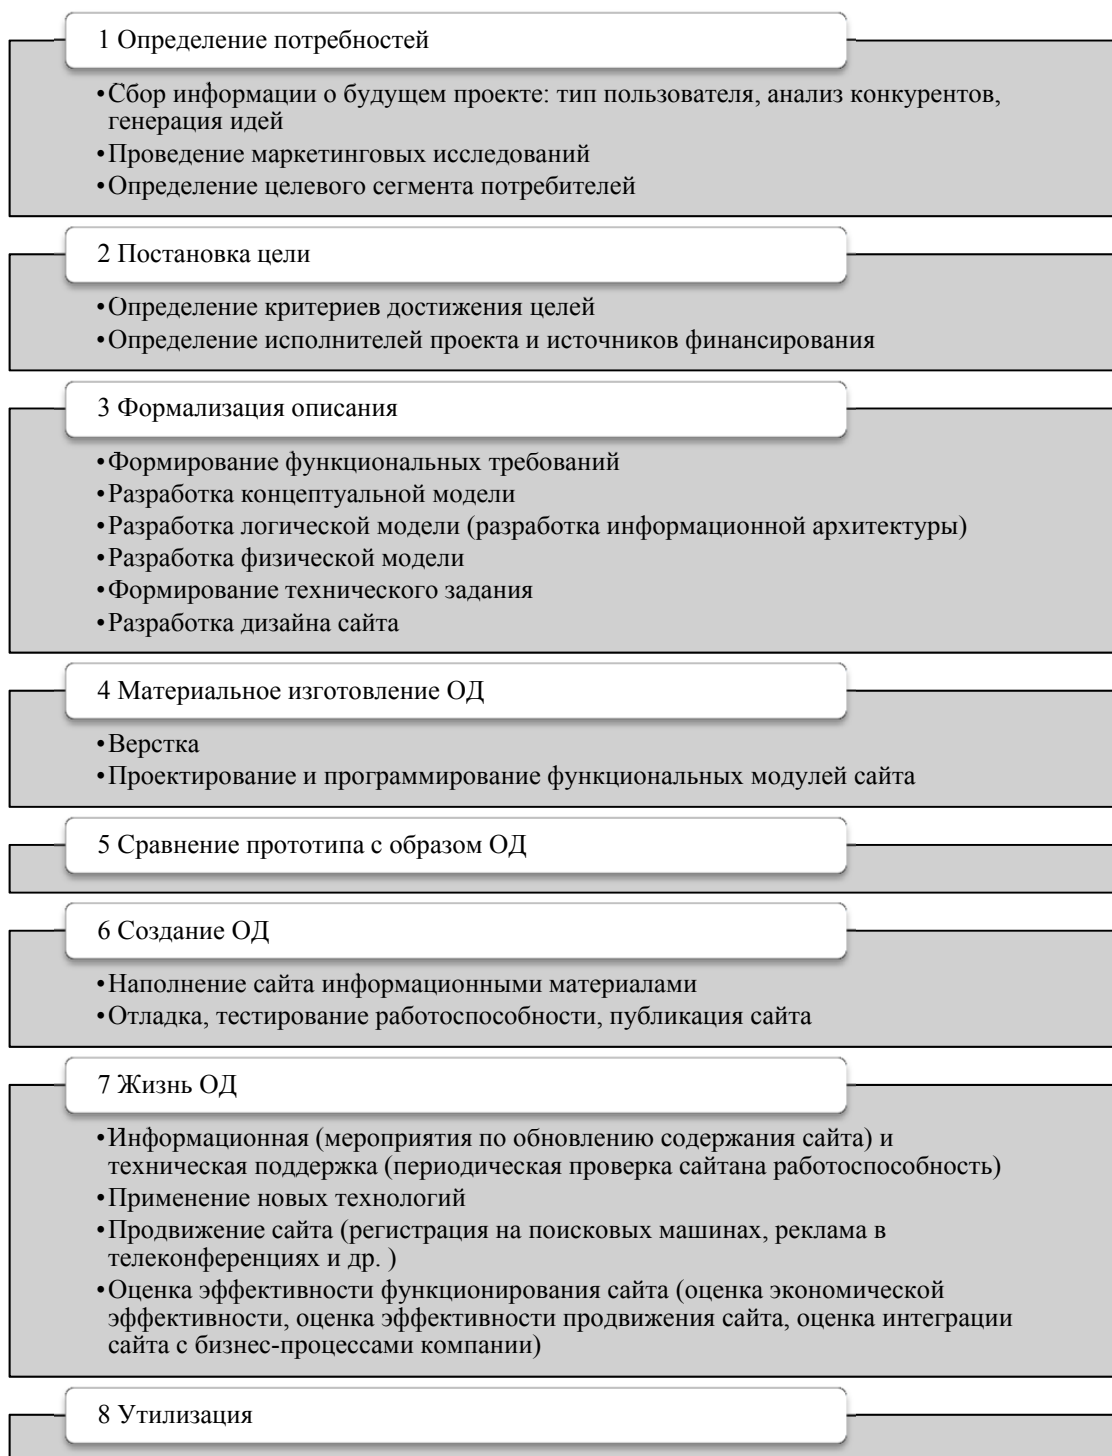 1 Определение потребностей
•Сбор информации о будущем проекте: тип пользователя, анализ конкурентов,
генерация идей
•Проведение маркетинговых исследований
•Определение целевого сегмента потребителей
2 Постановка цели
•Определение критериев достижения целей
•Определение исполнителей проекта и источников финансирования
3 Формализация описания
•Формирование функциональных требований
•Разработка концептуальной модели
•Разработка логической модели (разработка информационной архитектуры)
•Разработка физической модели
•Формирование технического задания
•Разработка дизайна сайта
4 Материальное изготовление ОД
•Верстка
•Проектирование и программирование функциональных модулей сайта
5 Сравнение прототипа с образом ОД
6 Создание ОД
•Наполнение сайта информационными материалами
•Отладка, тестирование работоспособности, публикация сайта
7 Жизнь ОД
•Информационная (мероприятия по обновлению содержания сайта) и
техническая поддержка (периодическая проверка сайтана работоспособность)
•Применение новых технологий
•Продвижение сайта (регистрация на поисковых машинах, реклама в
телеконференциях и др. )
•Оценка эффективности функционирования сайта (оценка экономической
эффективности, оценка эффективности продвижения сайта, оценка интеграции
сайта с бизнес-процессами компании)
8 Утилизация